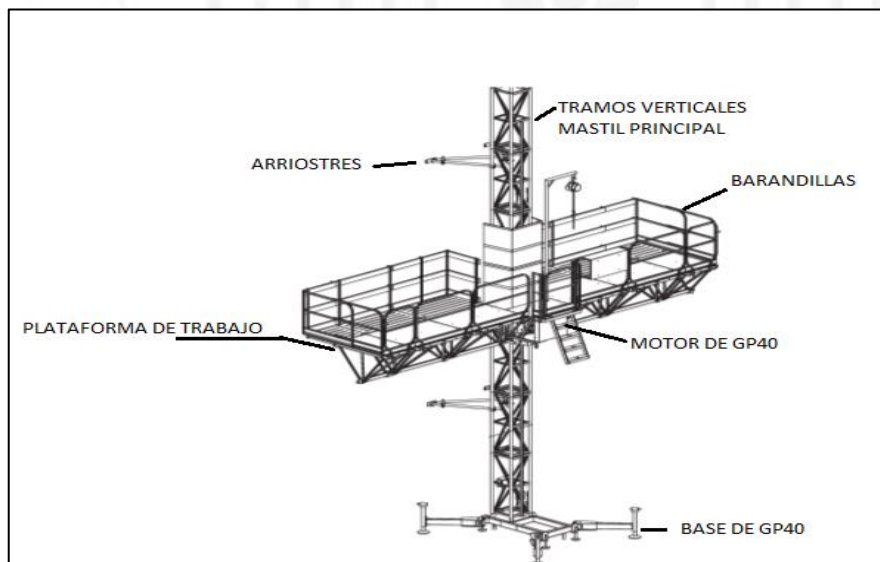 TRAMOS VERTICALES
MASTIL PRINCIPAL
ARRIOSTRES
BARANDILLAS
PLATAFORMA DE TRABAJO
MOTOR DE GP40
BASE DE GP40